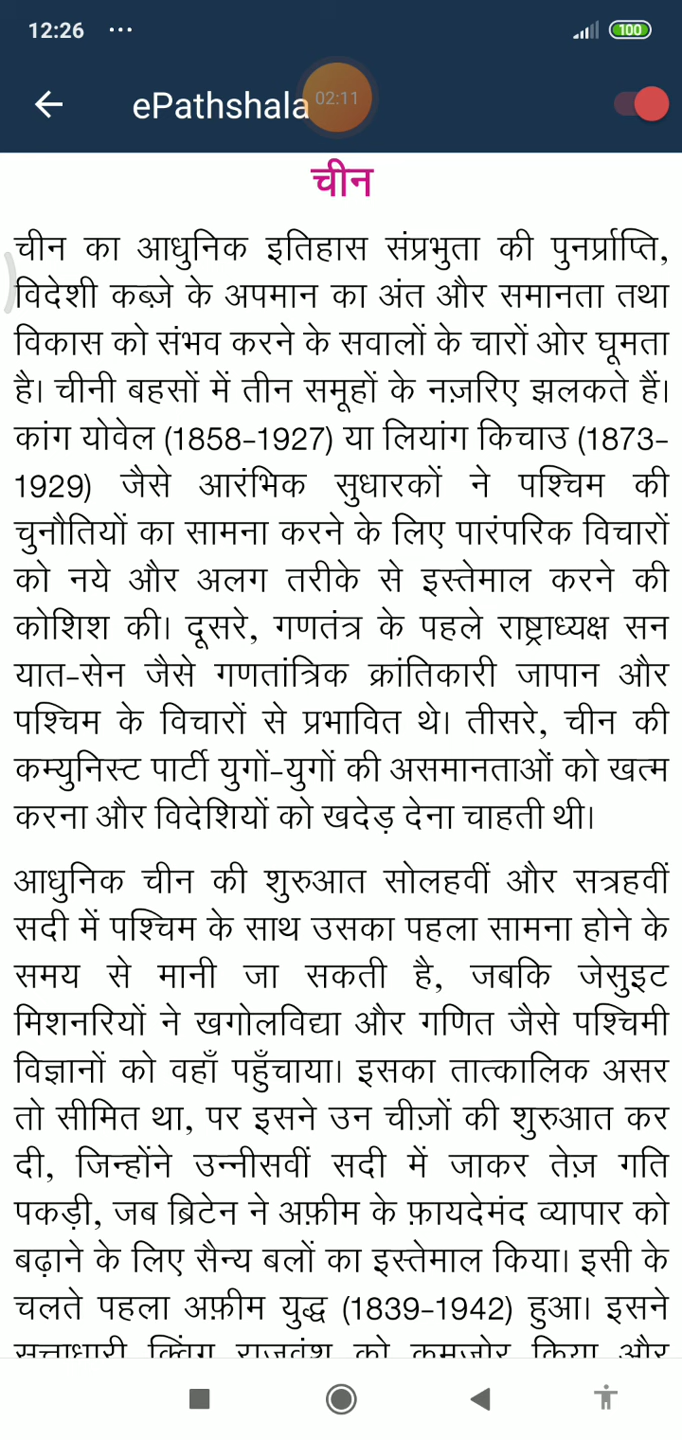 12:26 ... 100
ePathshala 02:11
चीन
चीन का आधुनिक इतिहास संप्रभुता की पुनर्प्राप्ति,
विदेशी कब्ज़े के अपमान का अंत और समानता तथा
विकास को संभव करने के सवालों के चारों ओर घूमता
है। चीनी बहसों में तीन समूहों के नज़रिए झलकते हैं।
कांग योवेल (1858-1927) या लियांग किचाउ (1873-
1929) जैसे आरंभिक सुधारकों ने पश्चिम की
चुनौतियों का सामना करने के लिए पारंपरिक विचारों
को नये और अलग तरीके से इस्तेमाल करने की
कोशिश की। दूसरे, गणतंत्र के पहले राष्ट्राध्यक्ष सन
यात-सेन जैसे गणतांत्रिक क्रांतिकारी जापान और
पश्चिम के विचारों से प्रभावित थे। तीसरे, चीन की
कम्युनिस्ट पार्टी युगों-युगों की असमानताओं को खत्म
करना और विदेशियों को खदेड़ देना चाहती थी।
आधुनिक चीन की शुरुआत सोलहवीं और सत्रहवीं
सदी में पश्चिम के साथ उसका पहला सामना होने के
समय से मानी जा सकती है, जबकि जेसुइट
मिशनरियों ने खगोलविद्या और गणित जैसे पश्चिमी
विज्ञानों को वहाँ पहुँचाया। इसका तात्कालिक असर
तो सीमित था, पर इसने उन चीज़ों की शुरुआत कर
दी, जिन्होंने उन्नीसवीं सदी में जाकर तेज़ गति
पकड़ी, जब ब्रिटेन ने अफ़ीम के फ़ायदेमंद व्यापार को
बढ़ाने के लिए सैन्य बलों का इस्तेमाल किया। इसी के
चलते पहला अफ़ीम युद्ध (1839-1942) हुआ। इसने
सत्ताधारी क्विंग राजवंश को कमज़ोर किया और